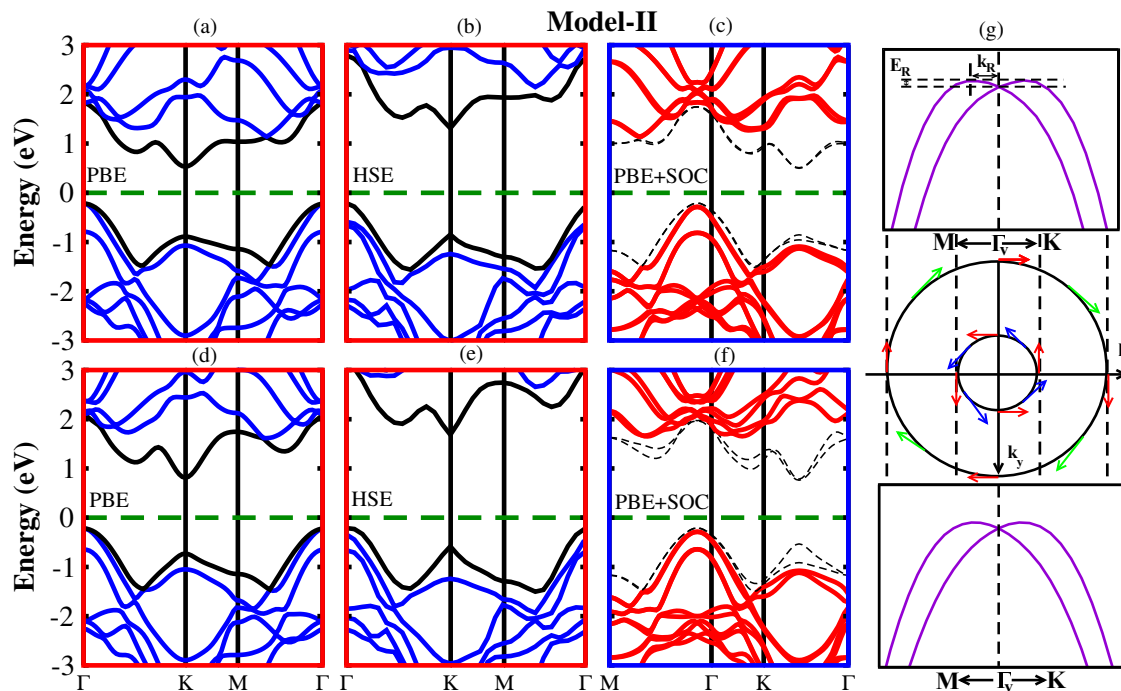 Model-II
(a) (b) (c) (g)
3 2 1 0 -1 -2 -3
Energy (eV)
PBE
HSE
PBE+SOC
E_R k_R
M Γ_v K
k_y
(d) (e) (f)
3 2 1 0 -1 -2 -3
Energy (eV)
PBE
HSE
PBE+SOC
Γ K M Γ
K M Γ
M Γ K Γ
M Γ_v K